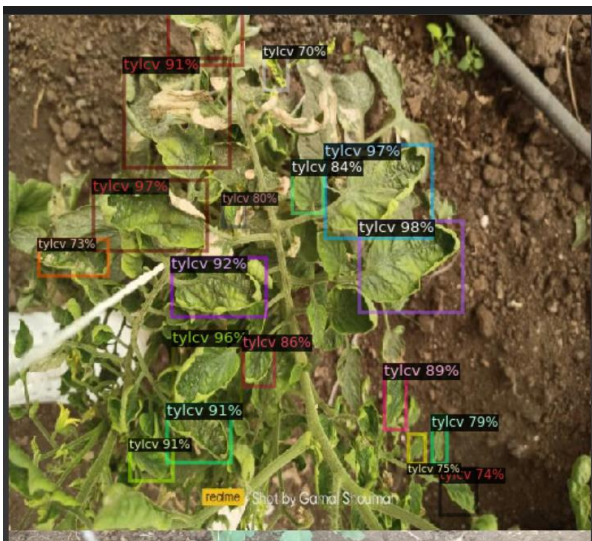 tylcv 70%
tylcv 91%
tylcv 97%
tylcv 84%
tylcv 97%
tylcv 80%
tylcv 98%
tylcv 73%
tylcv 92%
tylcv 96%
tylcv 86%
tylcv 89%
tylcv 91%
tylcv 79%
tylcv 91%
tylcv 75%
tylcv 74%
realme Shot by Gamal Shouman